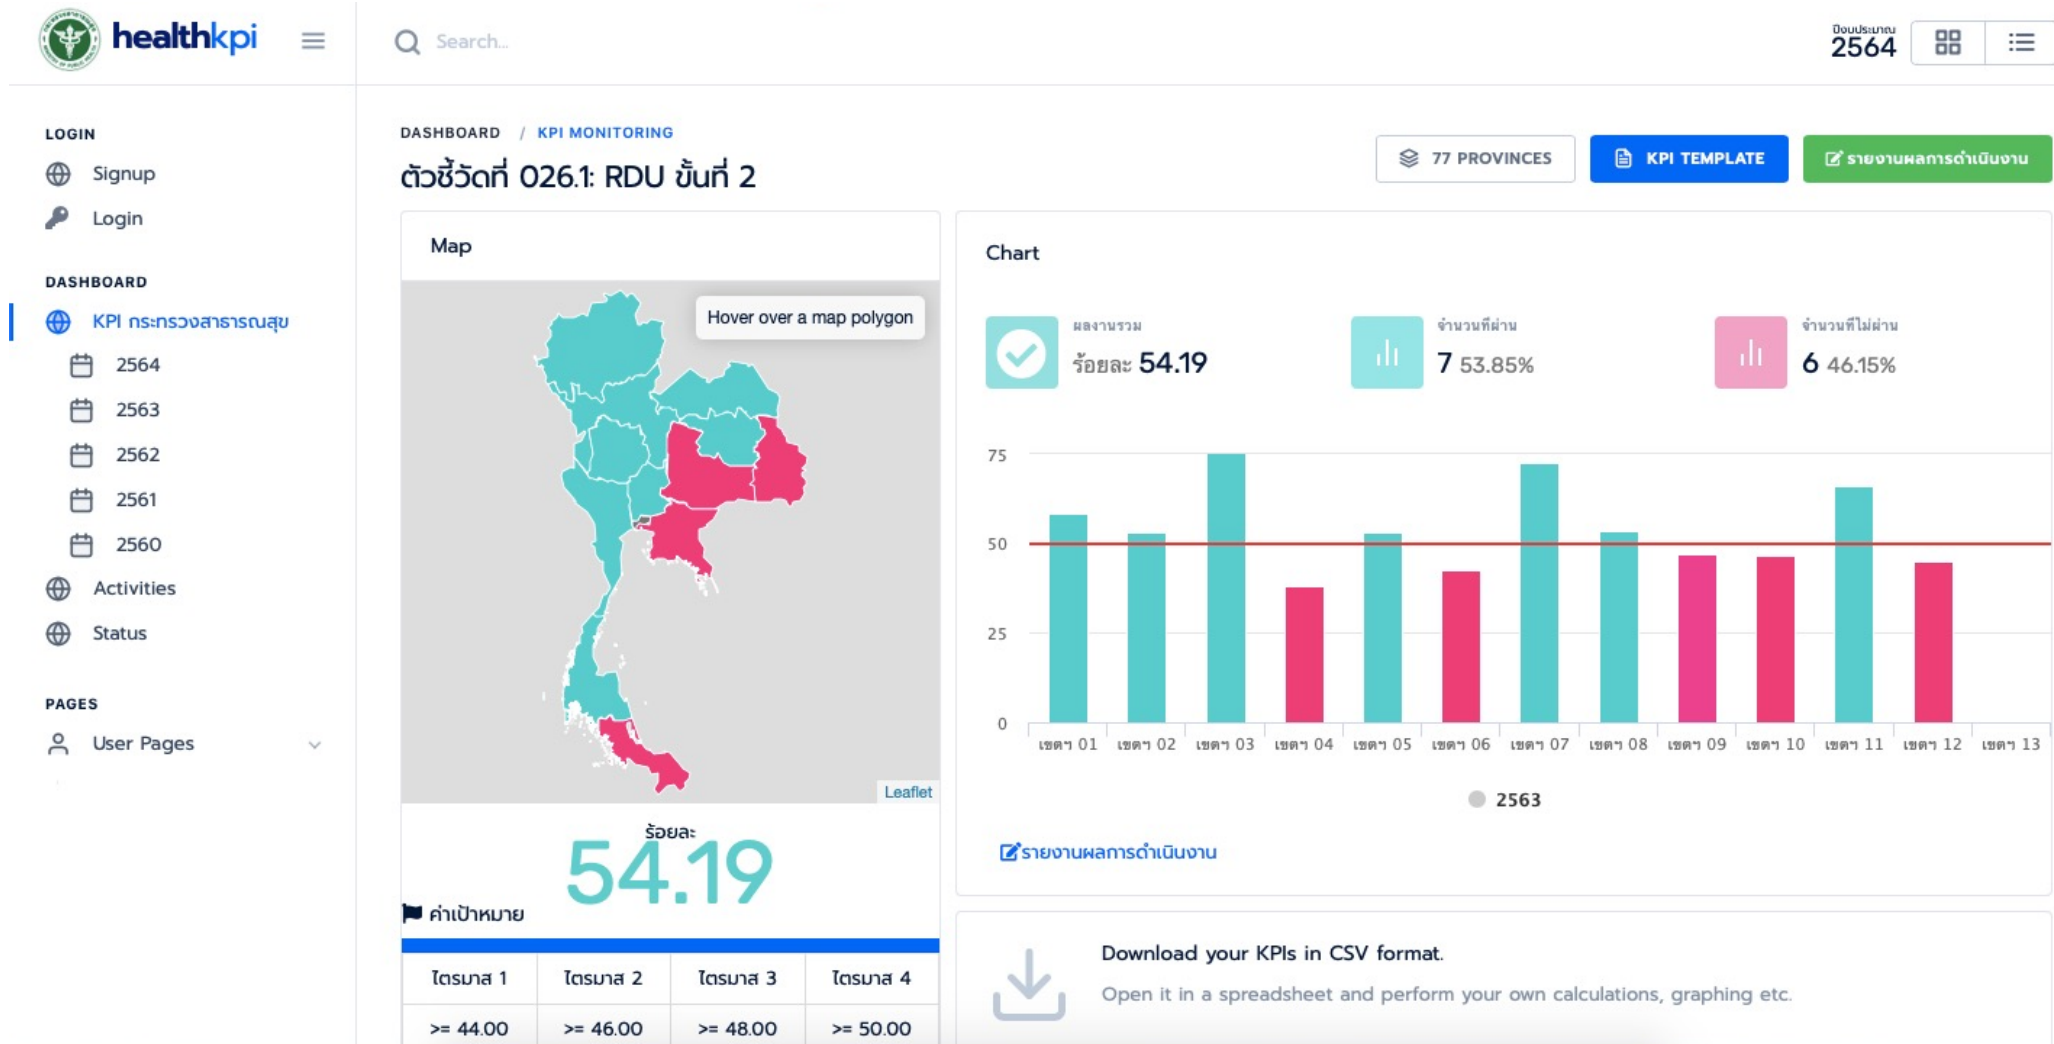 healthkpi
Search...
ปีงบประมาณ
2564
LOGIN
Signup
Login
DASHBOARD
KPI กระทรวงสาธารณสุข
2564
2563
2562
2561
2560
Activities
Status
PAGES
User Pages
DASHBOARD / KPI MONITORING
ตัวชี้วัดที่ 026.1: RDU ขั้นที่ 2
77 PROVINCES
KPI TEMPLATE
รายงานผลการดำเนินงาน
Map
Hover over a map polygon
Leaflet
ร้อยละ
54.19
ค่าเป้าหมาย
ไตรมาส 1 ไตรมาส 2 ไตรมาส 3 ไตรมาส 4
>= 44.00 >= 46.00 >= 48.00 >= 50.00
Chart
ผลงานรวม
ร้อยละ 54.19
จำนวนที่ผ่าน
7 53.85%
จำนวนที่ไม่ผ่าน
6 46.15%
75
50
25
0
เขตฯ 01 เขตฯ 02 เขตฯ 03 เขตฯ 04 เขตฯ 05 เขตฯ 06 เขตฯ 07 เขตฯ 08 เขตฯ 09 เขตฯ 10 เขตฯ 11 เขตฯ 12 เขตฯ 13
2563
รายงานผลการดำเนินงาน
Download your KPIs in CSV format.
Open it in a spreadsheet and perform your own calculations, graphing etc.